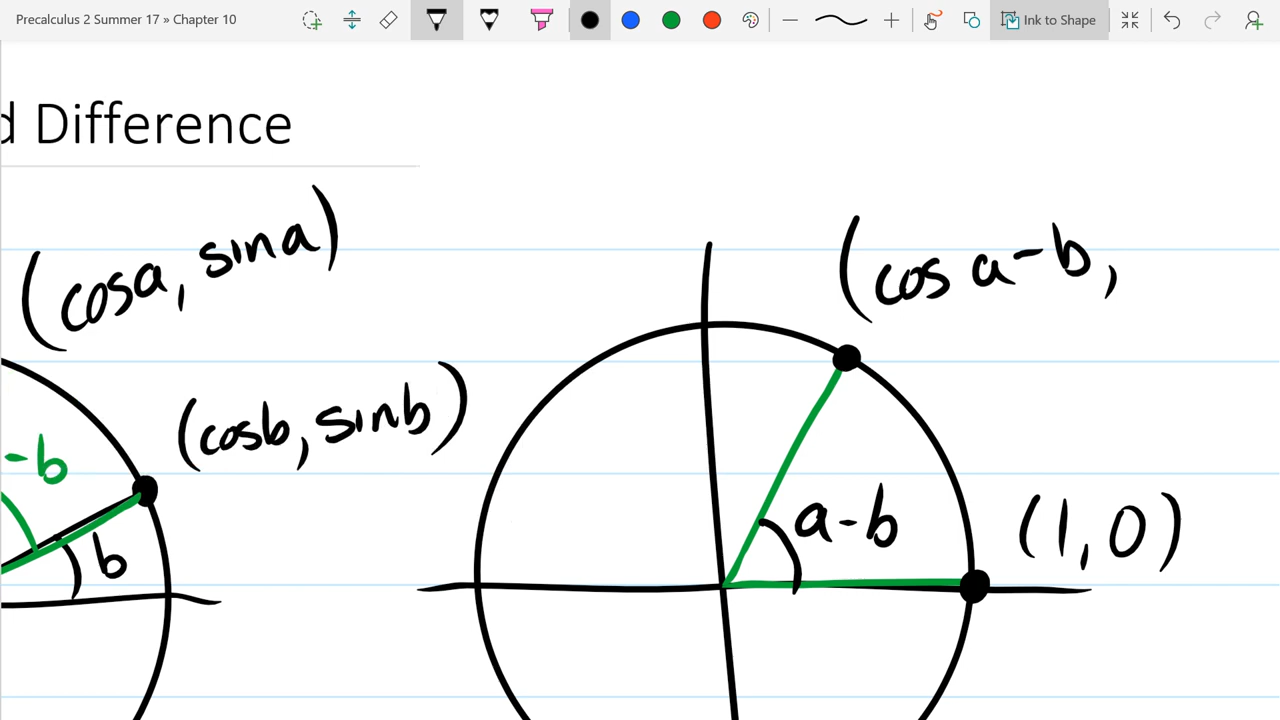 Precalculus 2 Summer 17 » Chapter 10
Ink to Shape
d Difference
(cosa, sina)
(cos a-b,
(cosb, sinb)
-b
b
a-b
(1,0)